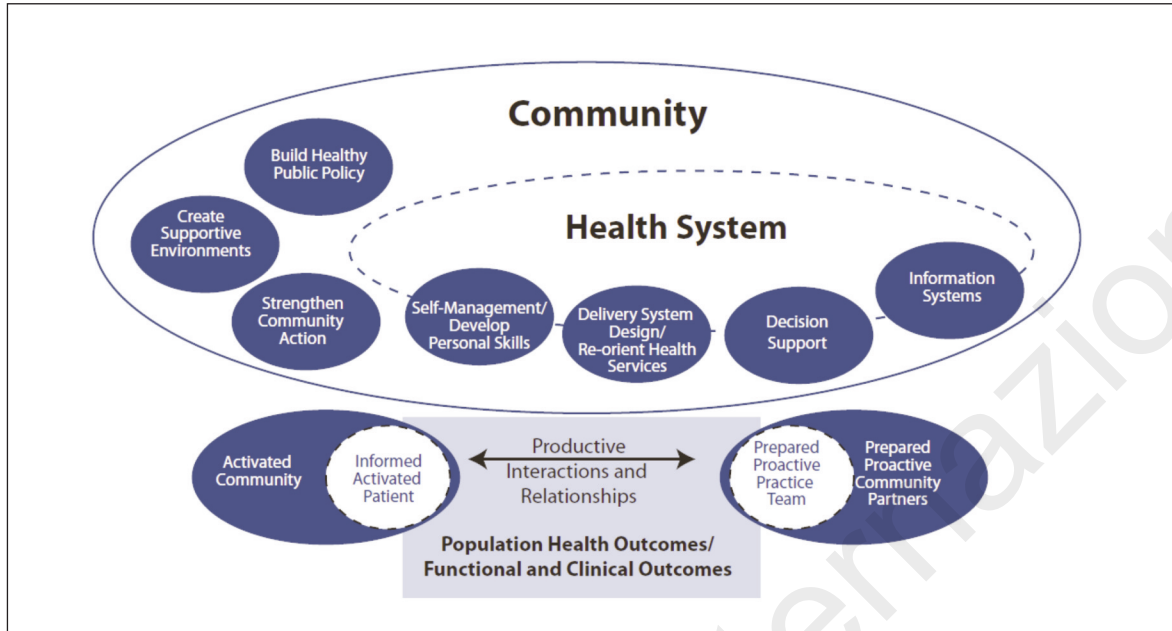 Community
Build Healthy
Public Policy
Health System
Create
Supportive
Environments
Strengthen
Community
Action
Self-Management/
Develop
Personal Skills
Delivery System
Design/
Re-orient Health
Services
Decision
Support
Information
Systems
Activated
Community
Informed
Activated
Patient
Productive
Interactions and
Relationships
Prepared
Proactive
Practice
Team
Prepared
Proactive
Community
Partners
Population Health Outcomes/
Functional and Clinical Outcomes